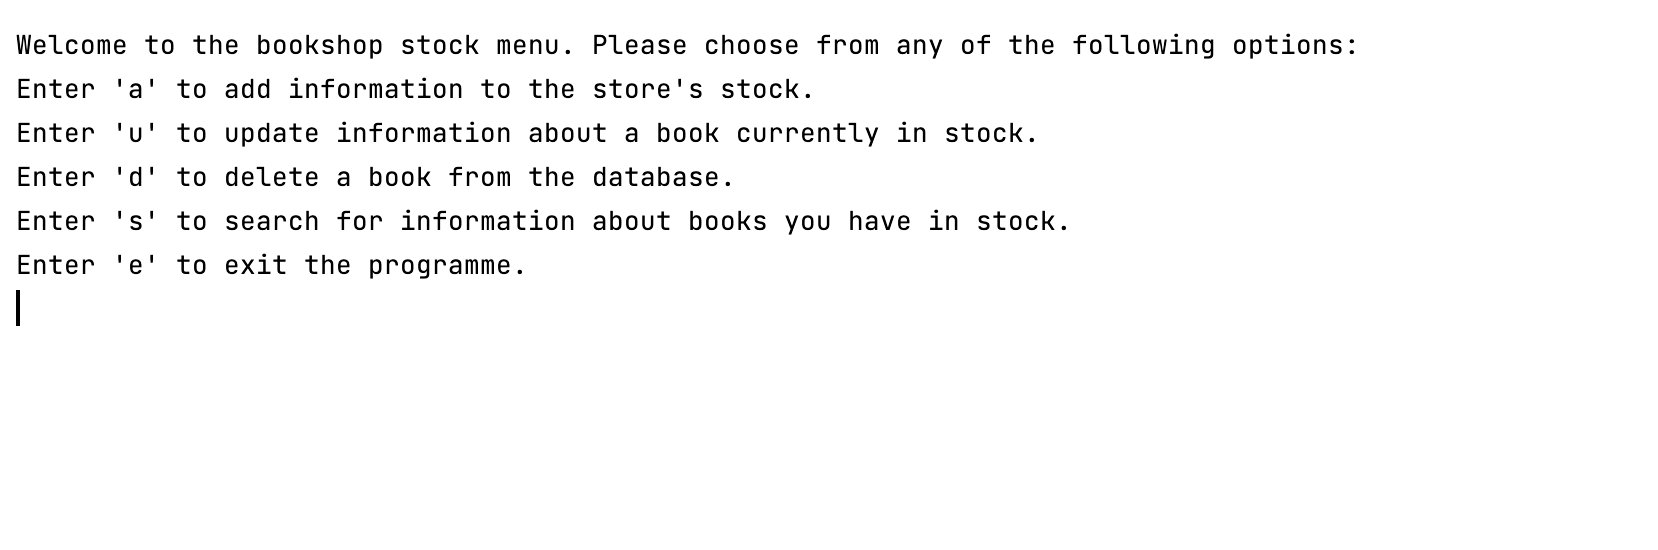 Welcome to the bookshop stock menu. Please choose from any of the following options:
Enter 'a' to add information to the store's stock.
Enter 'u' to update information about a book currently in stock.
Enter 'd' to delete a book from the database.
Enter 's' to search for information about books you have in stock.
Enter 'e' to exit the programme.